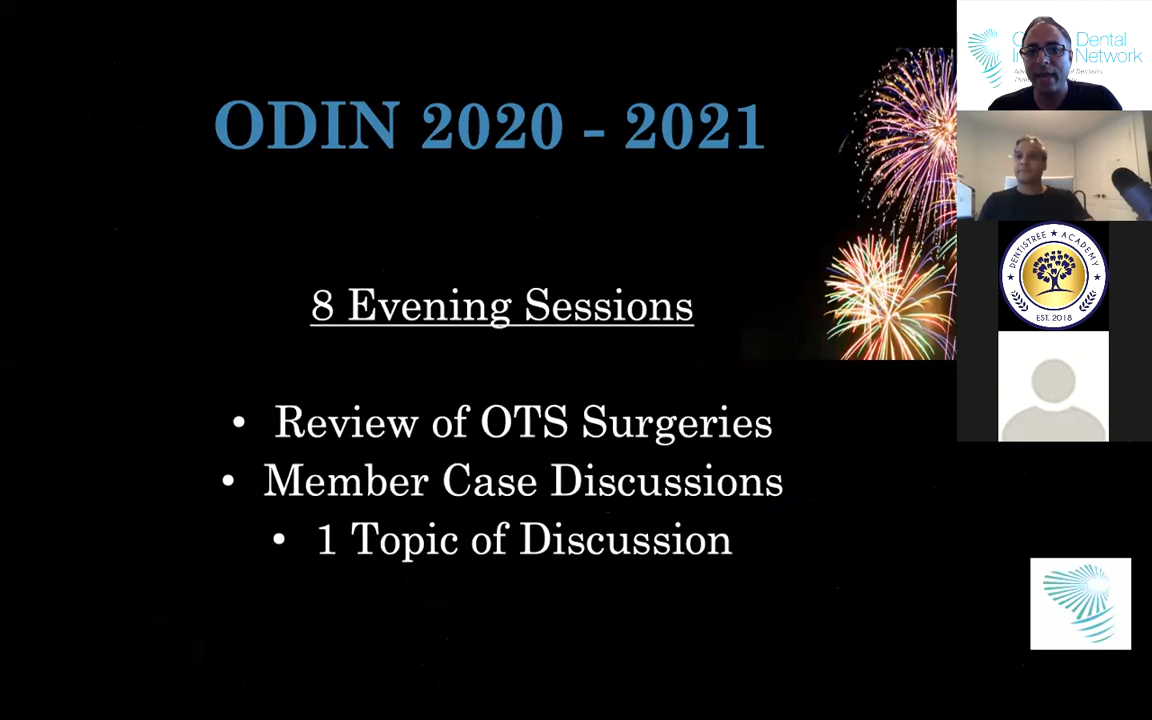 ODIN 2020 - 2021
8 Evening Sessions
• Review of OTS Surgeries
• Member Case Discussions
• 1 Topic of Discussion
Dental
Network
DENTISTREE ★ ACADEMY
EST. 2018